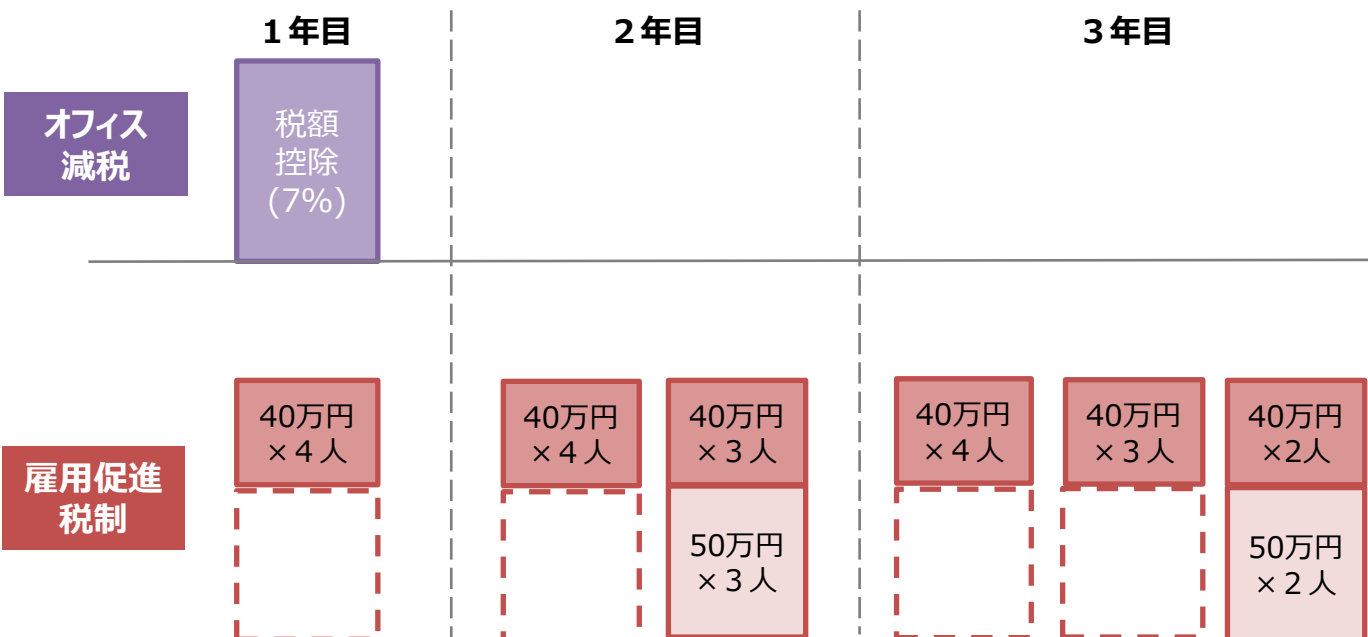 １年目
２年目
３年目
オフィス
減税
税額
控除
(7%)
雇用促進
税制
40万円
×４人
40万円
×４人
40万円
×３人
50万円
×３人
40万円
×４人
40万円
×３人
40万円
×2人
50万円
×２人